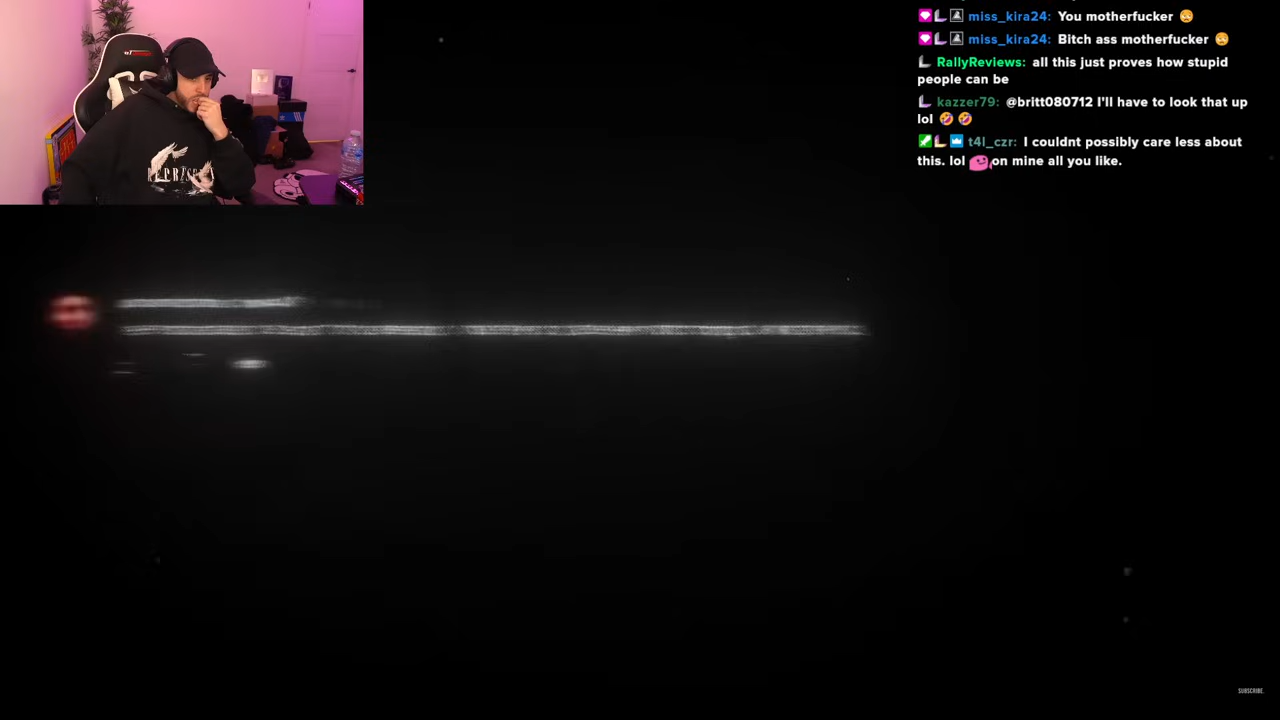 miss_kira24: You motherfucker
miss_kira24: Bitch ass motherfucker
RallyReviews: all this just proves how stupid
people can be
kazzer79: @britt080712 I'll have to look that up
lol
t4l_czr: I couldnt possibly care less about
this. lol on mine all you like.
SUBSCRIBE.